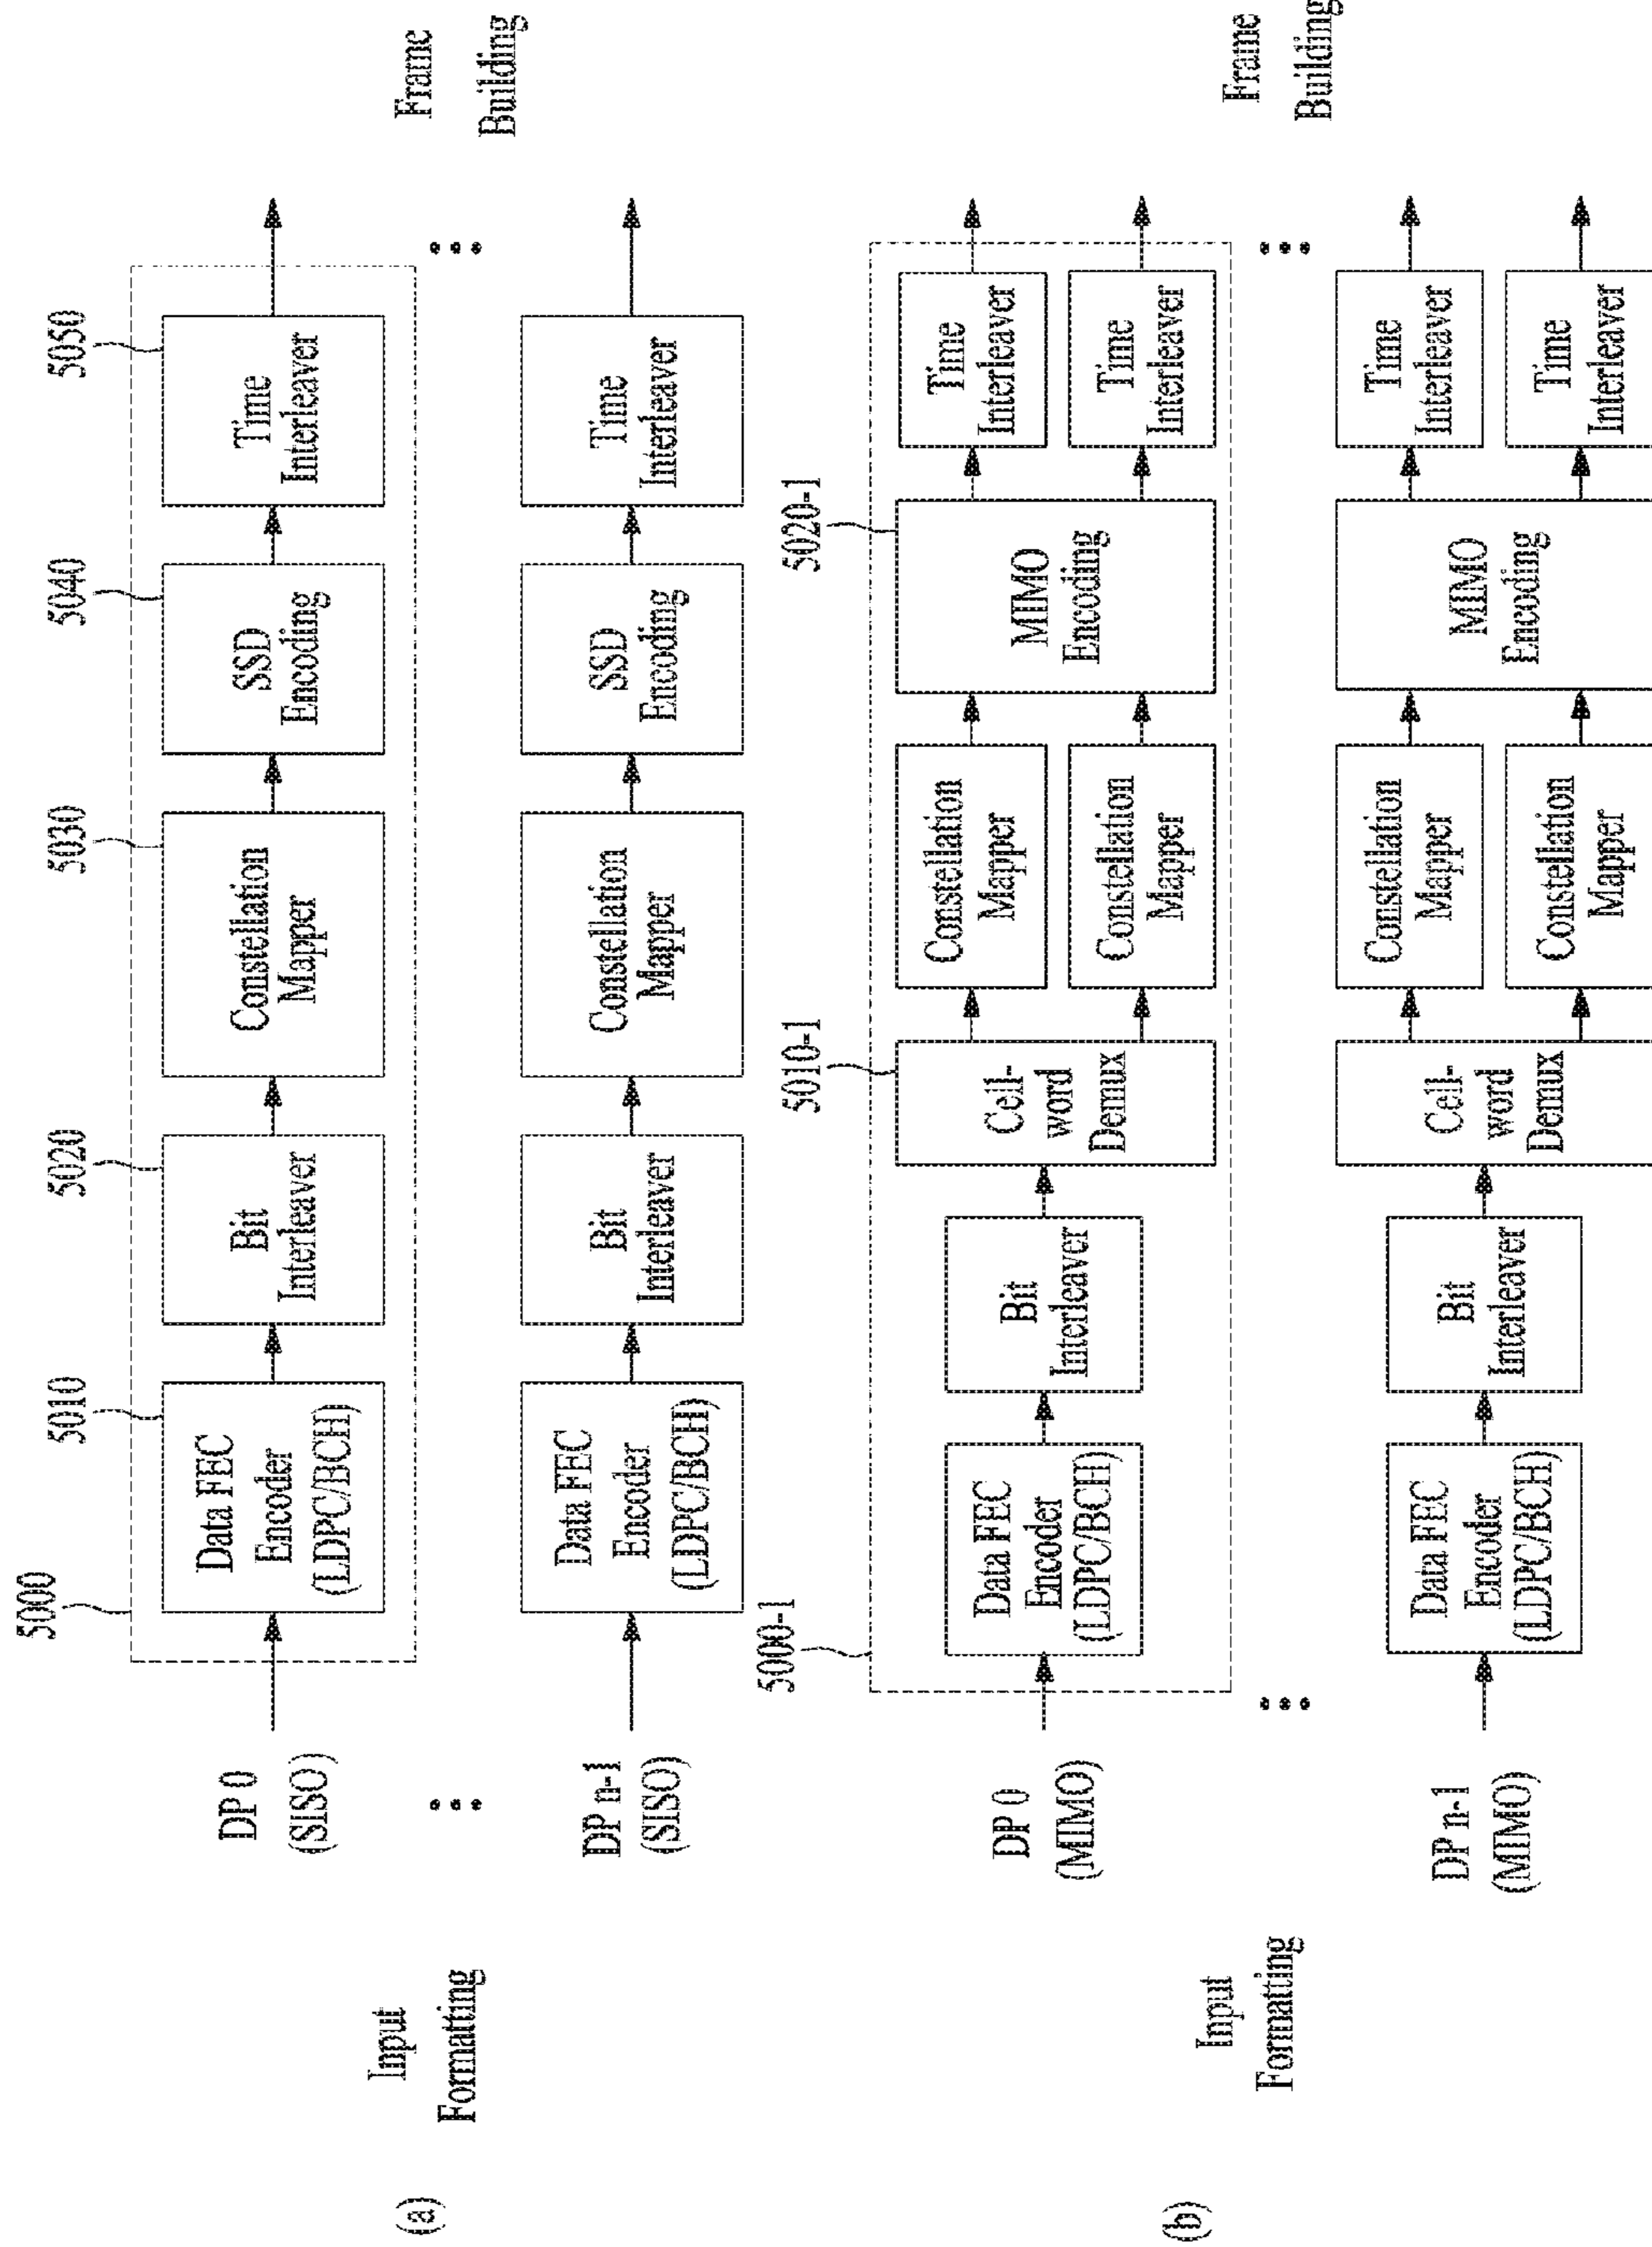 (a)
Input
Formatting
DP 0
(SISO)
5000
Data FEC
Encoder
(LDPC/BCH)
5010
Bit
Interleaver
5020
Constellation
Mapper
5030
SSD
Encoding
5040
Time
Interleaver
5050
Frame
Building
DP n-1
(SISO)
Data FEC
Encoder
(LDPC/BCH)
Bit
Interleaver
Constellation
Mapper
SSD
Encoding
Time
Interleaver
(b)
Input
Formatting
DP 0
(MIMO)
5000-1
Data FEC
Encoder
(LDPC/BCH)
Bit
Interleaver
5010-1
Cell-
word
Demux
Constellation
Mapper
Constellation
Mapper
5020-1
MIMO
Encoding
Time
Interleaver
Time
Interleaver
Frame
Building
DP n-1
(MIMO)
Data FEC
Encoder
(LDPC/BCH)
Bit
Interleaver
Cell-
word
Demux
Constellation
Mapper
Constellation
Mapper
MIMO
Encoding
Time
Interleaver
Time
Interleaver